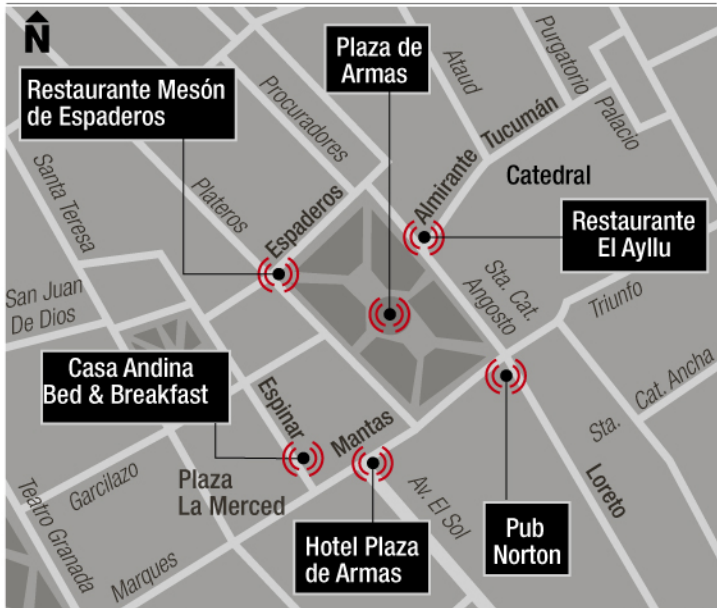 N
Plaza de
Armas
Restaurante Mesón
de Espaderos
Procuradores
Ataud
Purgatorio
Palacio
Tucumán
Almirante
Catedral
Santa Teresa
Plateros
Espaderos
Restaurante
El Ayllu
San Juan
De Dios
Sta. Cat.
Angosto
Triunfo
Casa Andina
Bed & Breakfast
Espinar
Mantas
Sta.
Cat. Ancha
Garcilazo
Plaza
La Merced
Av. El Sol
Loreto
Teatro Granada
Marques
Hotel Plaza
de Armas
Pub
Norton